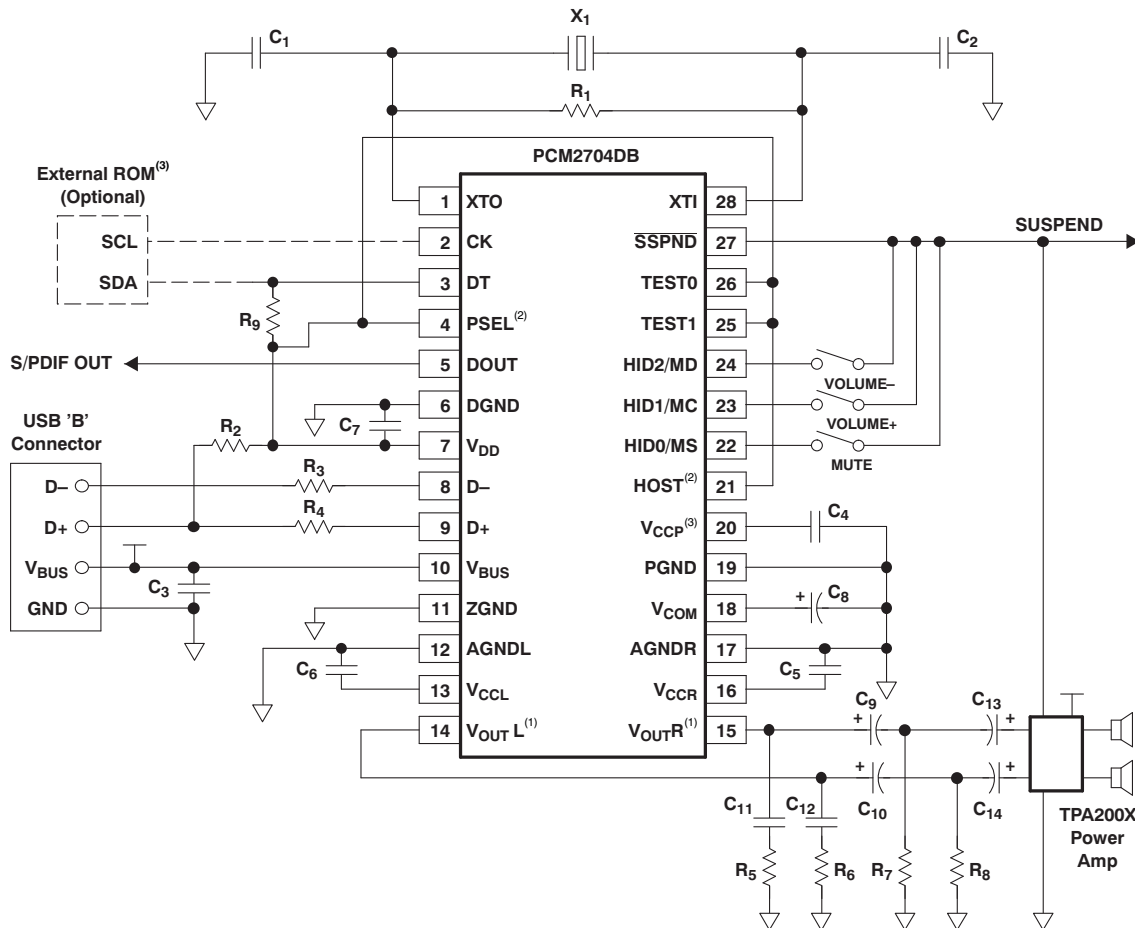 C1
X1
C2
R1
PCM2704DB
External ROM(3)
(Optional)
SCL
SDA
1 XTO
2 CK
3 DT
4 PSEL(2)
5 DOUT
6 DGND
7 VDD
8 D–
9 D+
10 VBUS
11 ZGND
12 AGNDL
13 VCCL
14 VOUT L(1)
XTI 28
SSPND 27
TEST0 26
TEST1 25
HID2/MD 24
HID1/MC 23
HID0/MS 22
HOST(2) 21
VCCP(3) 20
PGND 19
VCOM 18
AGNDR 17
VCCR 16
VOUTR(1) 15
SUSPEND
VOLUME–
VOLUME+
MUTE
R9
S/PDIF OUT
USB 'B'
Connector
D–
D+
VBUS
GND
R2
C7
R3
R4
C3
C6
C4
+ C8
C5
C9
+
C13
+
+
C10
+
C14
C11
C12
R5
R6
R7
R8
TPA200X
Power
Amp